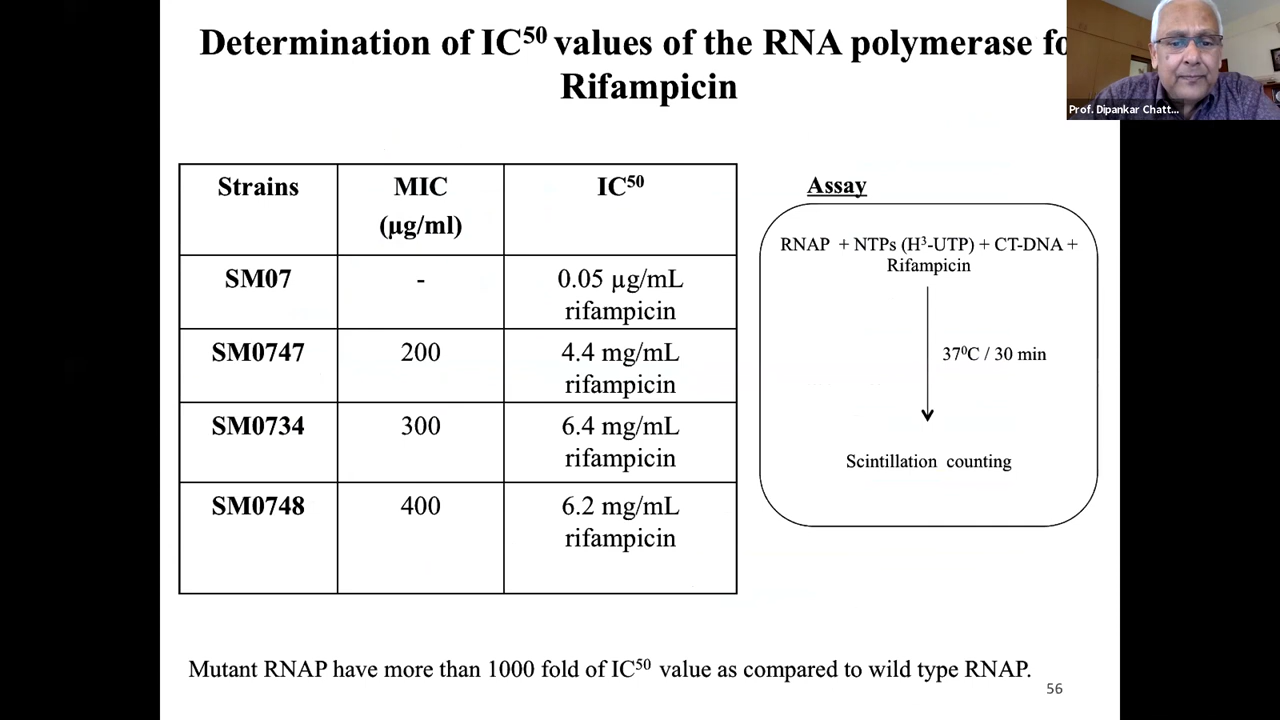 Determination of IC⁵⁰ values of the RNA polymerase fo
Rifampicin
Prof. Dipankar Chatt...
Strains MIC (µg/ml) IC⁵⁰
SM07 - 0.05 µg/mL rifampicin
SM0747 200 4.4 mg/mL rifampicin
SM0734 300 6.4 mg/mL rifampicin
SM0748 400 6.2 mg/mL rifampicin
Assay
RNAP + NTPs (H³-UTP) + CT-DNA +
Rifampicin
37⁰C / 30 min
Scintillation counting
Mutant RNAP have more than 1000 fold of IC⁵⁰ value as compared to wild type RNAP.
56